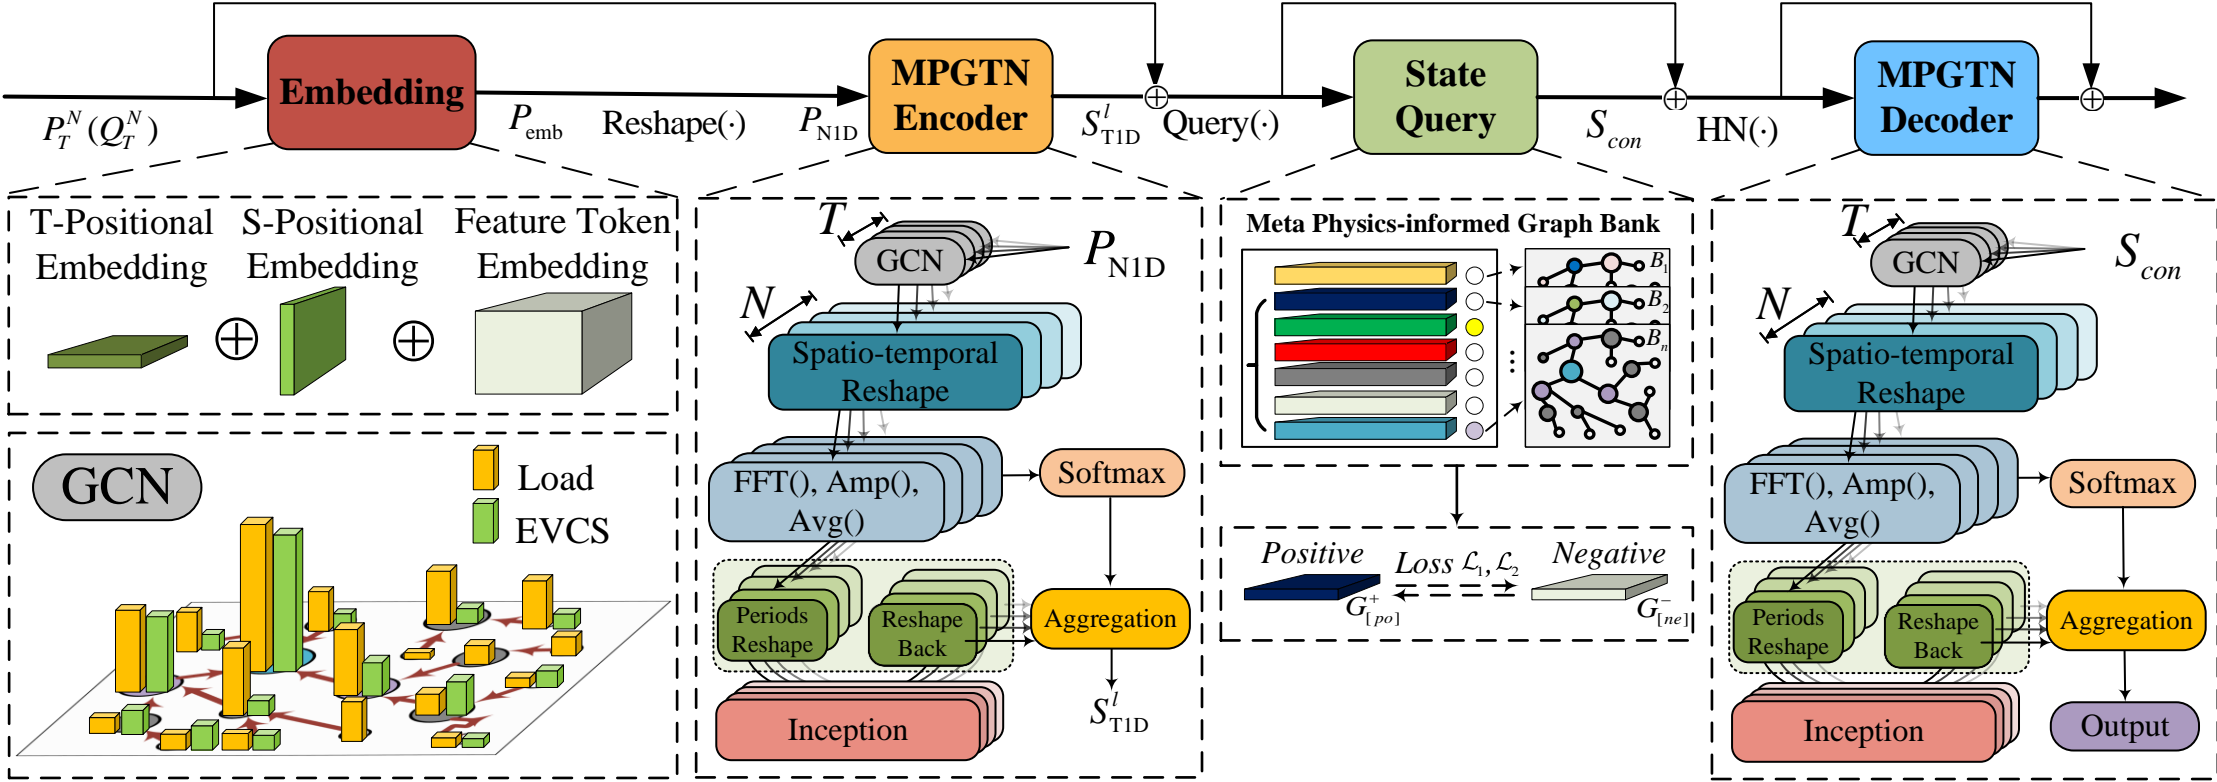 Embedding
MPGTN
Encoder
State
Query
MPGTN
Decoder
P_T^N(Q_T^N)
P_emb
Reshape(·)
P_N1D
S_T1D^l
Query(·)
S_con
HN(·)
T-Positional
Embedding
S-Positional
Embedding
Feature Token
Embedding
GCN
Load
EVCS
T
GCN
P_N1D
N
Spatio-temporal
Reshape
FFT(), Amp(),
Avg()
Softmax
Periods
Reshape
Reshape
Back
Aggregation
Inception
S_T1D^l
Meta Physics-informed Graph Bank
B_1
B_2
B_n
Positive
Loss ℒ_1, ℒ_2
Negative
G_[po]^+
G_[ne]^-
T
GCN
S_con
N
Spatio-temporal
Reshape
FFT(), Amp(),
Avg()
Softmax
Periods
Reshape
Reshape
Back
Aggregation
Inception
Output